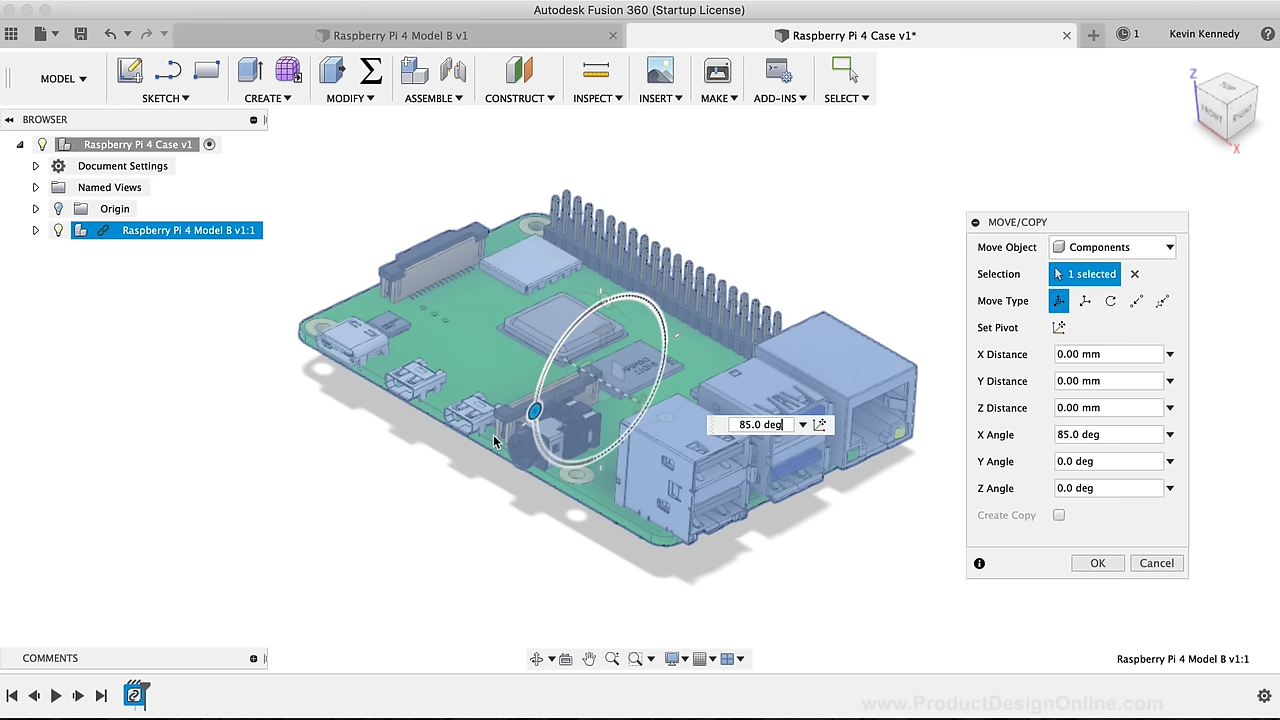 Autodesk Fusion 360 (Startup License)
Raspberry Pi 4 Model B v1
Raspberry Pi 4 Case v1*
1
Kevin Kennedy
MODEL
SKETCH
CREATE
MODIFY
ASSEMBLE
CONSTRUCT
INSPECT
INSERT
MAKE
ADD-INS
SELECT
BROWSER
Raspberry Pi 4 Case v1
Document Settings
Named Views
Origin
Raspberry Pi 4 Model B v1:1
Z
TOP
FRONT
RIGHT
X
85.0 deg
MOVE/COPY
Move Object
Components
Selection
1 selected
Move Type
Set Pivot
X Distance
0.00 mm
Y Distance
0.00 mm
Z Distance
0.00 mm
X Angle
85.0 deg
Y Angle
0.0 deg
Z Angle
0.0 deg
Create Copy
OK
Cancel
COMMENTS
Raspberry Pi 4 Model B v1:1
www.ProductDesignOnline.com